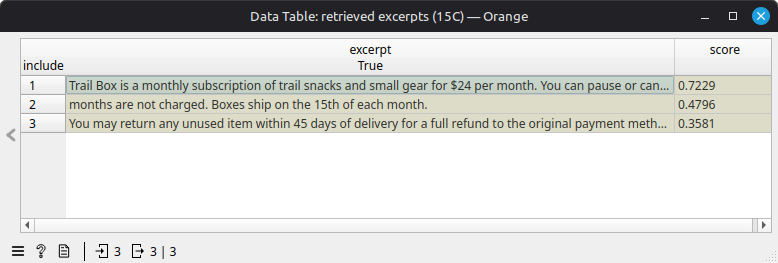 Data Table: retrieved excerpts (15C) — Orange
excerpt score
include True
1 Trail Box is a monthly subscription of trail snacks and small gear for $24 per month. You can pause or can... 0.7229
2 months are not charged. Boxes ship on the 15th of each month. 0.4796
3 You may return any unused item within 45 days of delivery for a full refund to the original payment meth... 0.3581
3 3 | 3